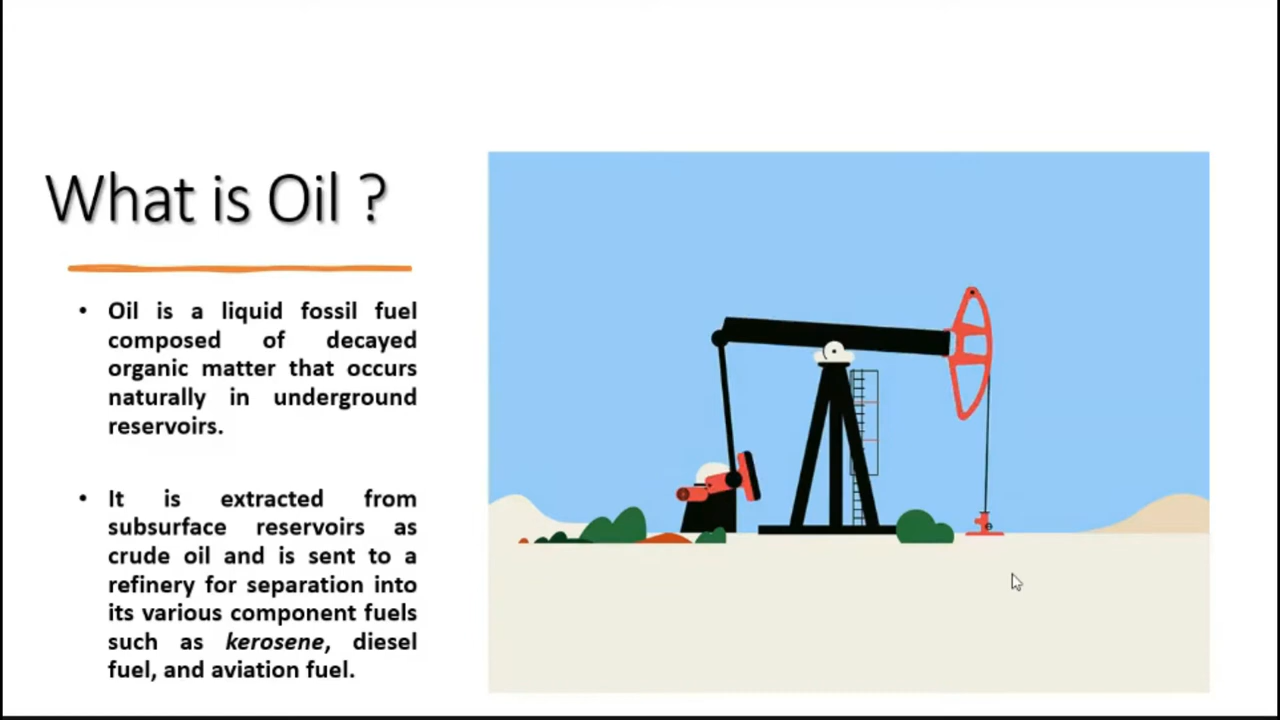 What is Oil ?
• Oil is a liquid fossil fuel
composed of decayed
organic matter that occurs
naturally in underground
reservoirs.
• It is extracted from
subsurface reservoirs as
crude oil and is sent to a
refinery for separation into
its various component fuels
such as kerosene, diesel
fuel, and aviation fuel.